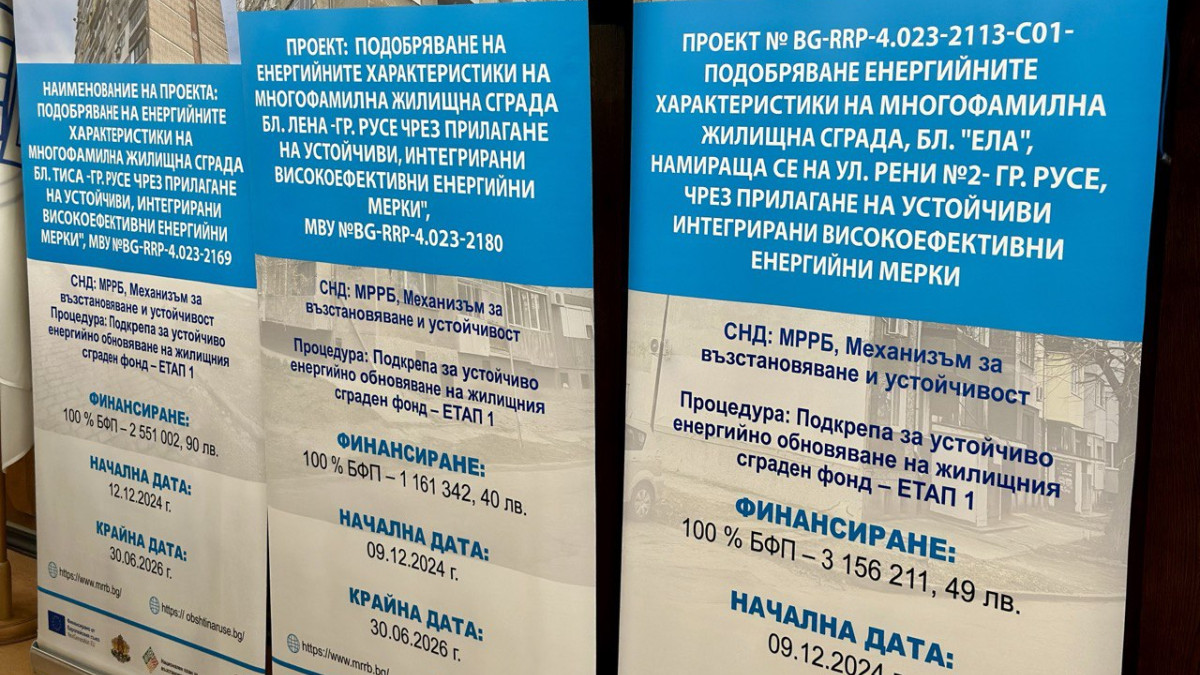 НАИМЕНОВАНИЕ НА ПРОЕКТА:
ПОДОБРЯВАНЕ НА ЕНЕРГИЙНИТЕ
ХАРАКТЕРИСТИКИ НА
МНОГОФАМИЛНА ЖИЛИЩНА СГРАДА
БЛ. ТИСА -ГР. РУСЕ ЧРЕЗ ПРИЛАГАНЕ
НА УСТОЙЧИВИ, ИНТЕГРИРАНИ
ВИСОКОЕФЕКТИВНИ ЕНЕРГИЙНИ
МЕРКИ", МВУ №BG-RRP-4.023-2169
СНД: МРРБ, Механизъм за
възстановяване и устойчивост
Процедура: Подкрепа за устойчиво
енергийно обновяване на жилищния
сграден фонд – ЕТАП 1
ФИНАНСИРАНЕ:
100 % БФП – 2 551 002, 90 лв.
НАЧАЛНА ДАТА:
12.12.2024 г.
КРАЙНА ДАТА:
30.06.2026 г.
https://www.mrrb.bg/
https:// obshtinaruse.bg/
Финансирано от
Европейския съюз
NextGenerationEU
ПРОЕКТ: ПОДОБРЯВАНЕ НА
ЕНЕРГИЙНИТЕ ХАРАКТЕРИСТИКИ НА
МНОГОФАМИЛНА ЖИЛИЩНА СГРАДА
БЛ. ЛЕНА -ГР. РУСЕ ЧРЕЗ ПРИЛАГАНЕ
НА УСТОЙЧИВИ, ИНТЕГРИРАНИ
ВИСОКОЕФЕКТИВНИ ЕНЕРГИЙНИ
МЕРКИ",
МВУ №BG-RRP-4.023-2180
СНД: МРРБ, Механизъм за
възстановяване и устойчивост
Процедура: Подкрепа за устойчиво
енергийно обновяване на жилищния
сграден фонд – ЕТАП 1
ФИНАНСИРАНЕ:
100 % БФП – 1 161 342, 40 лв.
НАЧАЛНА ДАТА:
09.12.2024 г.
КРАЙНА ДАТА:
30.06.2026 г.
https://www.mrrb.bg/
ПРОЕКТ № BG-RRP-4.023-2113-C01-
ПОДОБРЯВАНЕ ЕНЕРГИЙНИТЕ
ХАРАКТЕРИСТИКИ НА МНОГОФАМИЛНА
ЖИЛИЩНА СГРАДА, БЛ. "ЕЛА",
НАМИРАЩА СЕ НА УЛ. РЕНИ №2- ГР. РУСЕ,
ЧРЕЗ ПРИЛАГАНЕ НА УСТОЙЧИВИ
ИНТЕГРИРАНИ ВИСОКОЕФЕКТИВНИ
ЕНЕРГИЙНИ МЕРКИ
СНД: МРРБ, Механизъм за
възстановяване и устойчивост
Процедура: Подкрепа за устойчиво
енергийно обновяване на жилищния
сграден фонд – ЕТАП 1
ФИНАНСИРАНЕ:
100 % БФП – 3 156 211, 49 лв.
НАЧАЛНА ДАТА:
09.12.2024